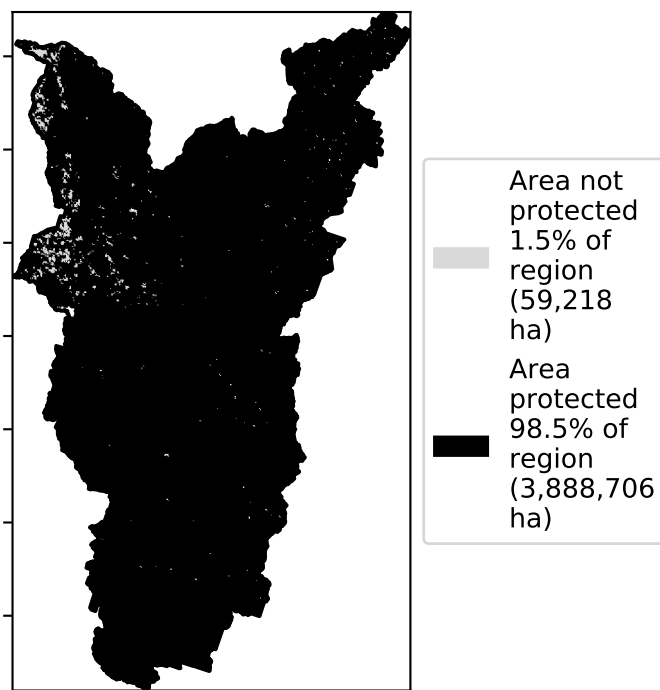 Area not
protected
1.5% of
region
(59,218
ha)
Area
protected
98.5% of
region
(3,888,706
ha)